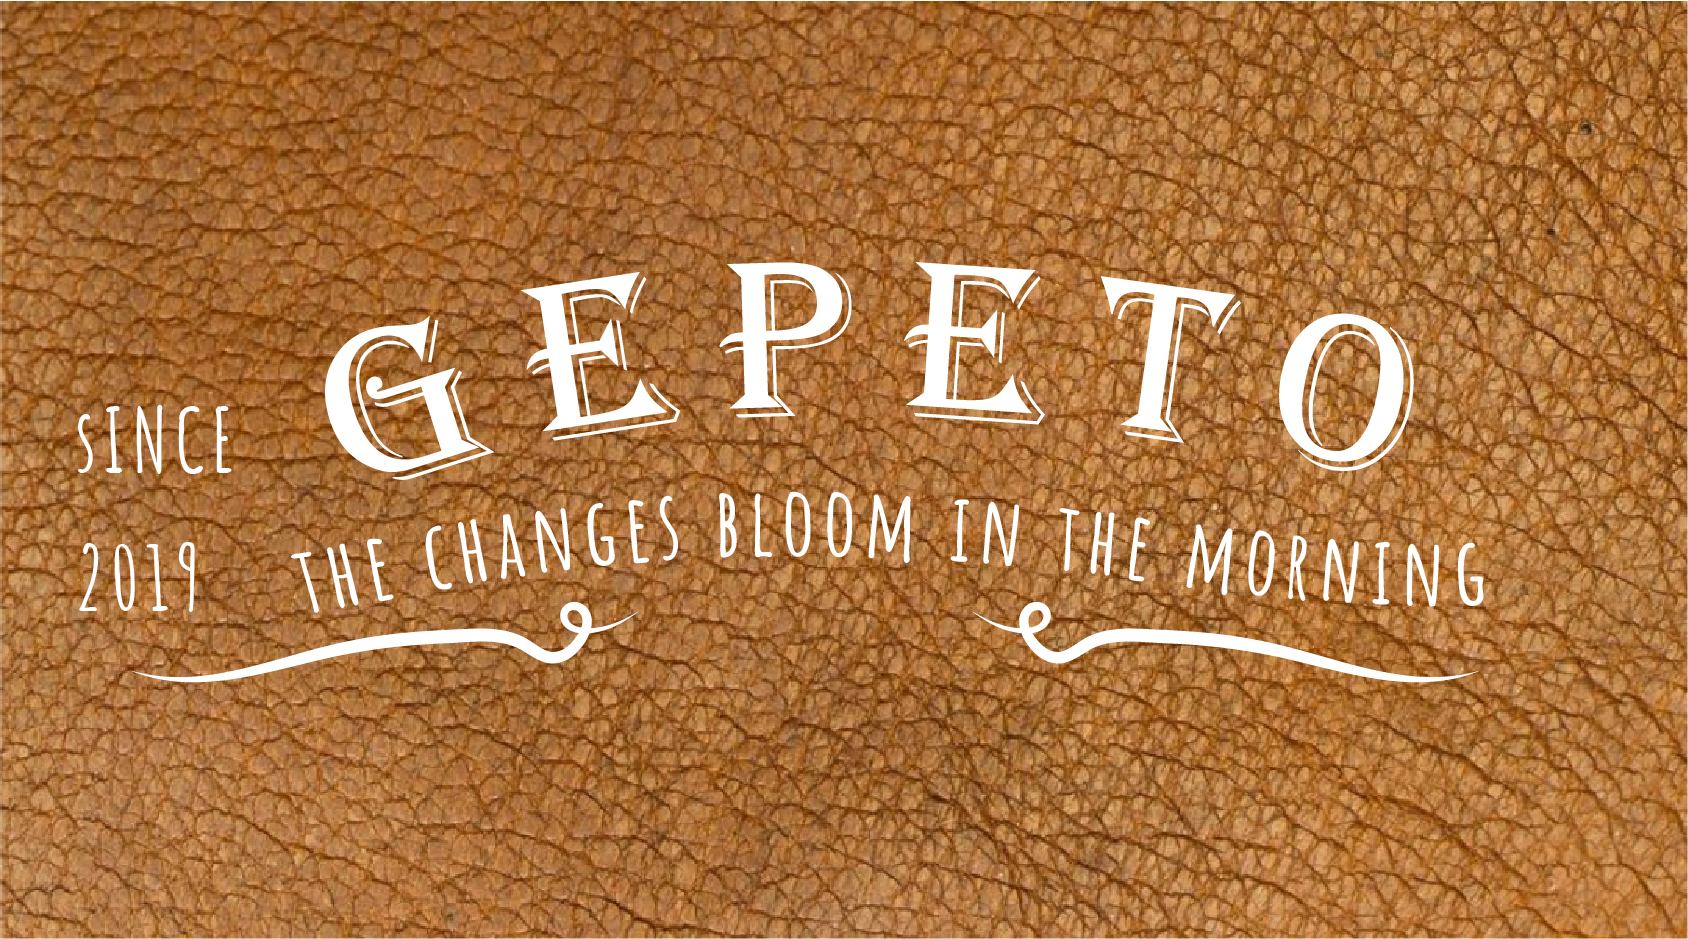 GEPETO
SINCE
2019
THE CHANGES BLOOM IN THE MORNING